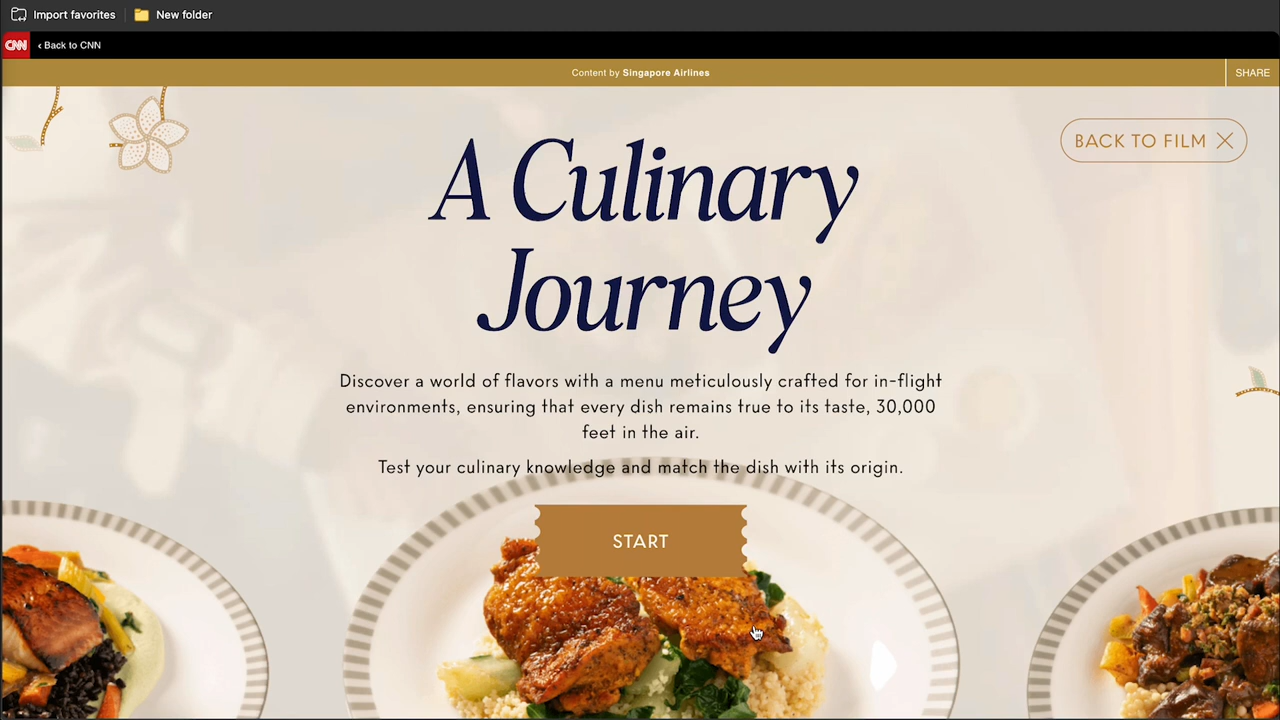 Import favorites
New folder
CNN
‹ Back to CNN
Content by Singapore Airlines
SHARE
BACK TO FILM
A Culinary
Journey
Discover a world of flavors with a menu meticulously crafted for in-flight
environments, ensuring that every dish remains true to its taste, 30,000
feet in the air.
Test your culinary knowledge and match the dish with its origin.
START